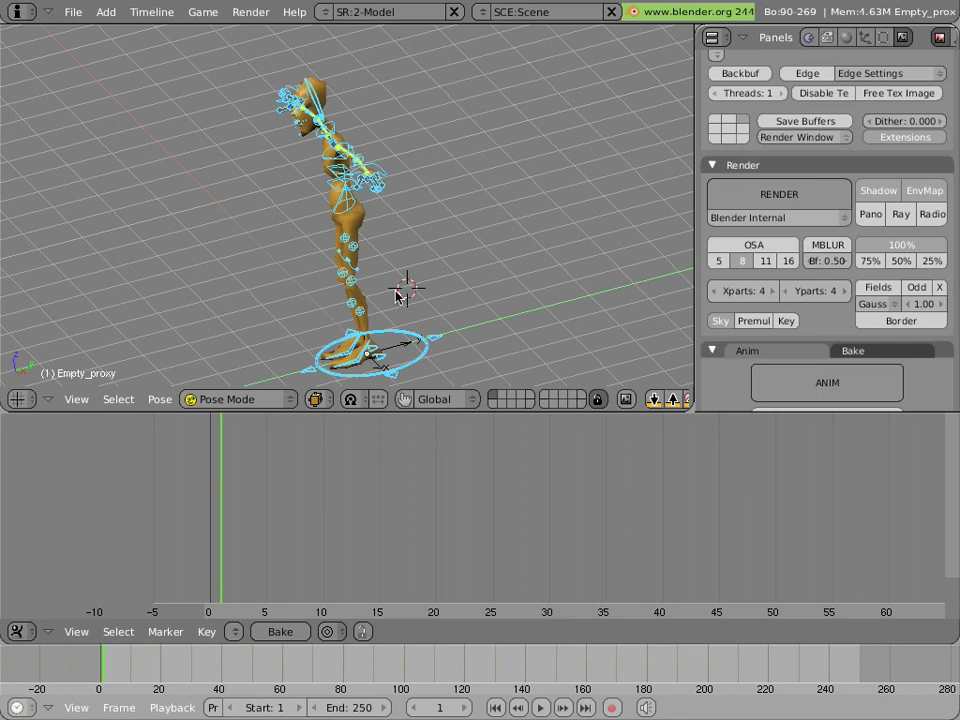 File Add Timeline Game Render Help SR:2-Model SCE:Scene www.blender.org 244 Bo:90-269 | Mem:4.63M Empty_prox
Panels
Backbuf Edge Edge Settings
Threads: 1 Disable Te Free Tex Image
Save Buffers Dither: 0.000
Render Window Extensions
Render
RENDER Shadow EnvMap
Blender Internal Pano Ray Radio
OSA MBLUR 100%
5 8 11 16 Bf: 0.50 75% 50% 25%
Xparts: 4 Yparts: 4 Fields Odd X
Gauss 1.00
Sky Premul Key Border
Anim Bake
ANIM
x
z y
(1) Empty_proxy
View Select Pose Pose Mode Global
-10 -5 0 5 10 15 20 25 30 35 40 45 50 55 60
View Select Marker Key Bake
-20 0 20 40 60 80 100 120 140 160 180 200 220 240 260 280
View Frame Playback Pr Start: 1 End: 250 1